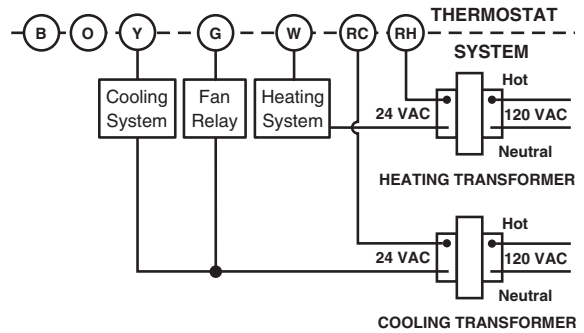 THERMOSTAT
B O Y G W RC RH
SYSTEM
Cooling
System
Fan
Relay
Heating
System
Hot
24 VAC
120 VAC
Neutral
HEATING TRANSFORMER
Hot
24 VAC
120 VAC
Neutral
COOLING TRANSFORMER